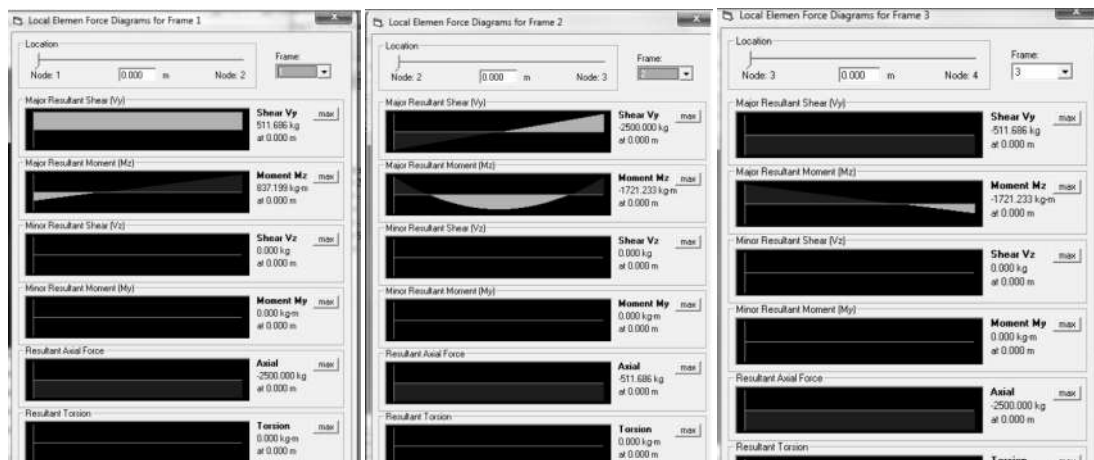 Local Elemen Force Diagrams for Frame 1
Location
Frame:
Node: 1
0.000 m
Node: 2
1
Major Resultant Shear (Vy)
Shear Vy max
511.686 kg
at 0.000 m
Major Resultant Moment (Mz)
Moment Mz max
837.199 kg-m
at 0.000 m
Minor Resultant Shear (Vz)
Shear Vz max
0.000 kg
at 0.000 m
Minor Resultant Moment (My)
Moment My max
0.000 kg-m
at 0.000 m
Resultant Axial Force
Axial max
-2500.000 kg
at 0.000 m
Resultant Torsion
Torsion max
0.000 kg-m
at 0.000 m
Local Elemen Force Diagrams for Frame 2
Location
Frame:
Node: 2
0.000 m
Node: 3
2
Major Resultant Shear (Vy)
Shear Vy max
-2500.000 kg
at 0.000 m
Major Resultant Moment (Mz)
Moment Mz max
-1721.233 kg-m
at 0.000 m
Minor Resultant Shear (Vz)
Shear Vz max
0.000 kg
at 0.000 m
Minor Resultant Moment (My)
Moment My max
0.000 kg-m
at 0.000 m
Resultant Axial Force
Axial max
-511.686 kg
at 0.000 m
Resultant Torsion
Torsion max
0.000 kg-m
at 0.000 m
Local Elemen Force Diagrams for Frame 3
Location
Frame:
Node: 3
0.000 m
Node: 4
3
Major Resultant Shear (Vy)
Shear Vy max
-511.686 kg
at 0.000 m
Major Resultant Moment (Mz)
Moment Mz max
-1721.233 kg-m
at 0.000 m
Minor Resultant Shear (Vz)
Shear Vz max
0.000 kg
at 0.000 m
Minor Resultant Moment (My)
Moment My max
0.000 kg-m
at 0.000 m
Resultant Axial Force
Axial max
-2500.000 kg
at 0.000 m
Resultant Torsion